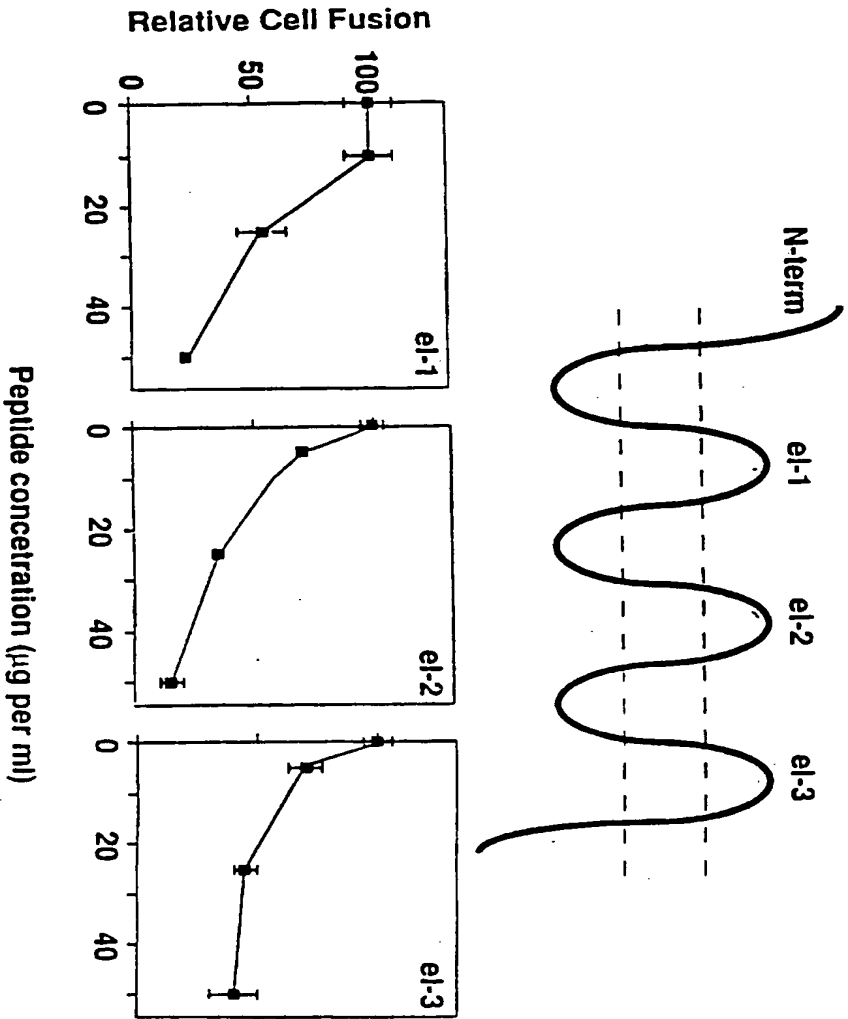 N-term
el-1
el-2
el-3
Relative Cell Fusion
100
50
0
el-1
el-2
el-3
0
20
40
0
20
40
0
20
40
Peptide concetration (μg per ml)